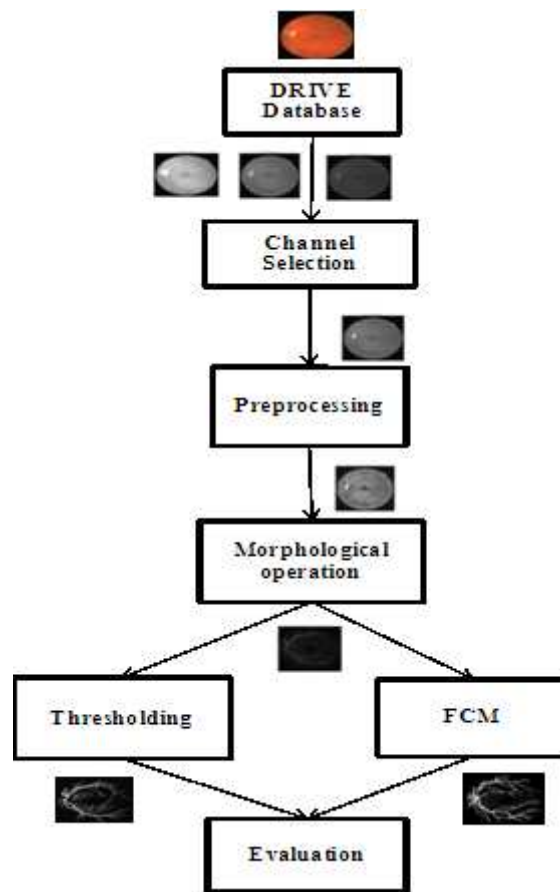 DRIVE
Database
Channel
Selection
Preprocessing
Morphological
operation
Thresholding
FCM
Evaluation